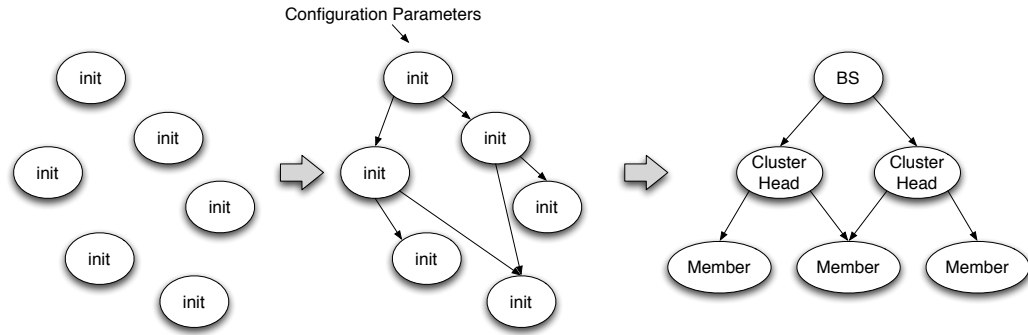 Configuration Parameters
init
init
init
init
init
init
init
init
init
init
init
init
BS
Cluster
Head
Cluster
Head
Member
Member
Member